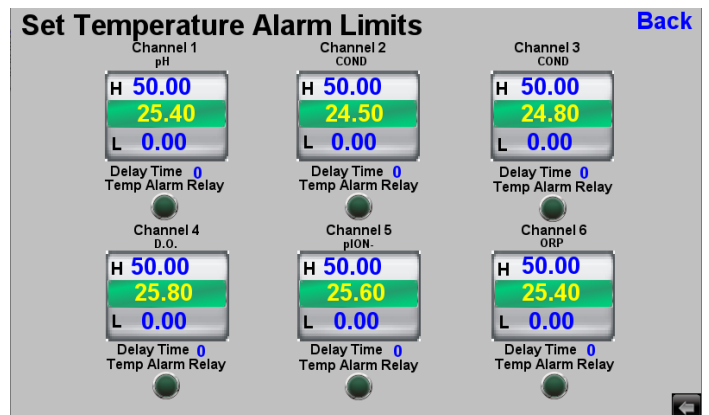 Set Temperature Alarm Limits
Back
Channel 1
pH
H 50.00
25.40
L 0.00
Delay Time 0
Temp Alarm Relay
Channel 2
COND
H 50.00
24.50
L 0.00
Delay Time 0
Temp Alarm Relay
Channel 3
COND
H 50.00
24.80
L 0.00
Delay Time 0
Temp Alarm Relay
Channel 4
D.O.
H 50.00
25.80
L 0.00
Delay Time 0
Temp Alarm Relay
Channel 5
pION-
H 50.00
25.60
L 0.00
Delay Time 0
Temp Alarm Relay
Channel 6
ORP
H 50.00
25.40
L 0.00
Delay Time 0
Temp Alarm Relay